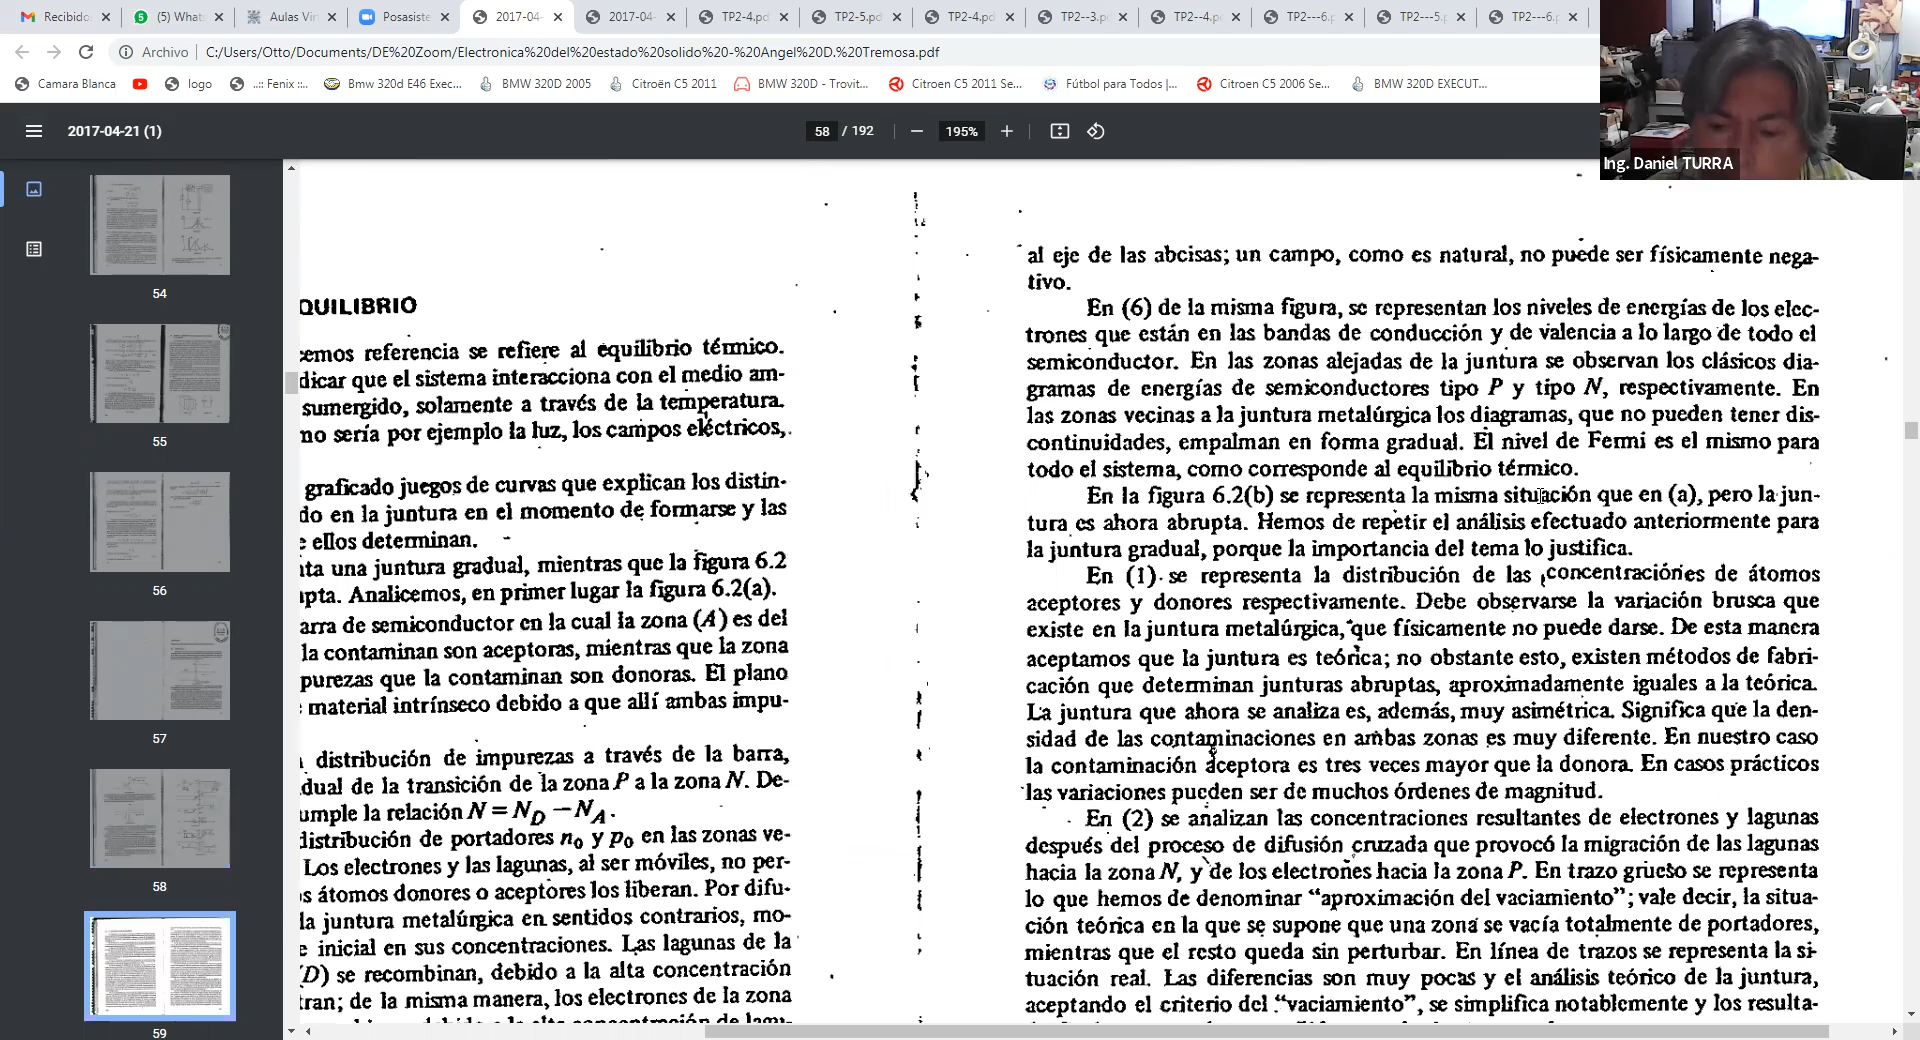 Recibido:
(5) Whats
Aulas Vir
Posasiste
2017-04-
2017-04-
TP2-4.pd
TP2-5.pd
TP2-4.pd
TP2--3.pd
TP2--4.pd
TP2---6.p
TP2---5.p
TP2---6.p
Archivo C:/Users/Otto/Documents/DE%20Zoom/Electronica%20del%20estado%20solido%20-%20Angel%20D.%20Tremosa.pdf
Camara Blanca
logo
..:: Fenix ::..
Bmw 320d E46 Exec...
BMW 320D 2005
Citroën C5 2011
BMW 320D - Trovit...
Citroen C5 2011 Se...
Fútbol para Todos |...
Citroen C5 2006 Se...
BMW 320D EXECUT...
2017-04-21 (1)
58 / 192
195%
Ing. Daniel TURRA
54
55
56
57
58
59
QUILIBRIO
cemos referencia se refiere al equilibrio térmico.
dicar que el sistema interacciona con el medio am-
sumergido, solamente a través de la temperatura.
mo sería por ejemplo la luz, los campos eléctricos,
graficado juegos de curvas que explican los distin-
do en la juntura en el momento de formarse y las
e ellos determinan.
nta una juntura gradual, mientras que la figura 6.2
upta. Analicemos, en primer lugar la figura 6.2(a).
arra de semiconductor en la cual la zona (A) es del
la contaminan son aceptoras, mientras que la zona
purezas que la contaminan son donoras. El plano
material intrínseco debido a que allí ambas impu-
distribución de impurezas a través de la barra,
dual de la transición de la zona P a la zona N. De-
umple la relación N = N_D − N_A.
distribución de portadores n₀ y p₀ en las zonas ve-
Los electrones y las lagunas, al ser móviles, no per-
s átomos donores o aceptores los liberan. Por difu-
la juntura metalúrgica en sentidos contrarios, mo-
e inicial en sus concentraciones. Las lagunas de la
(D) se recombinan, debido a la alta concentración
tran; de la misma manera, los electrones de la zona
al eje de las abcisas; un campo, como es natural, no puede ser físicamente nega-
tivo.
En (6) de la misma figura, se representan los niveles de energías de los elec-
trones que están en las bandas de conducción y de valencia a lo largo de todo el
semiconductor. En las zonas alejadas de la juntura se observan los clásicos dia-
gramas de energías de semiconductores tipo P y tipo N, respectivamente. En
las zonas vecinas a la juntura metalúrgica los diagramas, que no pueden tener dis-
continuidades, empalman en forma gradual. El nivel de Fermi es el mismo para
todo el sistema, como corresponde al equilibrio térmico.
En la figura 6.2(b) se representa la misma situación que en (a), pero la jun-
tura es ahora abrupta. Hemos de repetir el análisis efectuado anteriormente para
la juntura gradual, porque la importancia del tema lo justifica.
En (1) se representa la distribución de las concentraciones de átomos
aceptores y donores respectivamente. Debe observarse la variación brusca que
existe en la juntura metalúrgica, que físicamente no puede darse. De esta manera
aceptamos que la juntura es teórica; no obstante esto, existen métodos de fabri-
cación que determinan junturas abruptas, aproximadamente iguales a la teórica.
La juntura que ahora se analiza es, además, muy asimétrica. Significa que la den-
sidad de las contaminaciones en ambas zonas es muy diferente. En nuestro caso
la contaminación aceptora es tres veces mayor que la donora. En casos prácticos
las variaciones pueden ser de muchos órdenes de magnitud.
En (2) se analizan las concentraciones resultantes de electrones y lagunas
después del proceso de difusión cruzada que provocó la migración de las lagunas
hacia la zona N, y de los electrones hacia la zona P. En trazo grueso se representa
lo que hemos de denominar “aproximación del vaciamiento”; vale decir, la situa-
ción teórica en la que se supone que una zona se vacía totalmente de portadores,
mientras que el resto queda sin perturbar. En línea de trazos se representa la si-
tuación real. Las diferencias son muy pocas y el análisis teórico de la juntura,
aceptando el criterio del “vaciamiento”, se simplifica notablemente y los resulta-